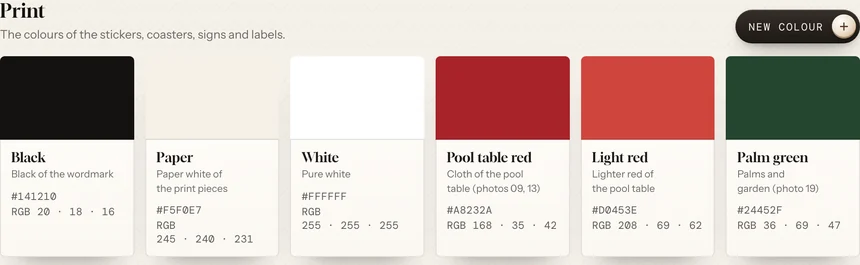 Print
The colours of the stickers, coasters, signs and labels.
NEW COLOUR +
Black
Black of the wordmark
#141210
RGB 20 · 18 · 16
Paper
Paper white of
the print pieces
#F5F0E7
RGB
245 · 240 · 231
White
Pure white
#FFFFFF
RGB
255 · 255 · 255
Pool table red
Cloth of the pool
table (photos 09, 13)
#A8232A
RGB 168 · 35 · 42
Light red
Lighter red of
the pool table
#D0453E
RGB 208 · 69 · 62
Palm green
Palms and
garden (photo 19)
#24452F
RGB 36 · 69 · 47